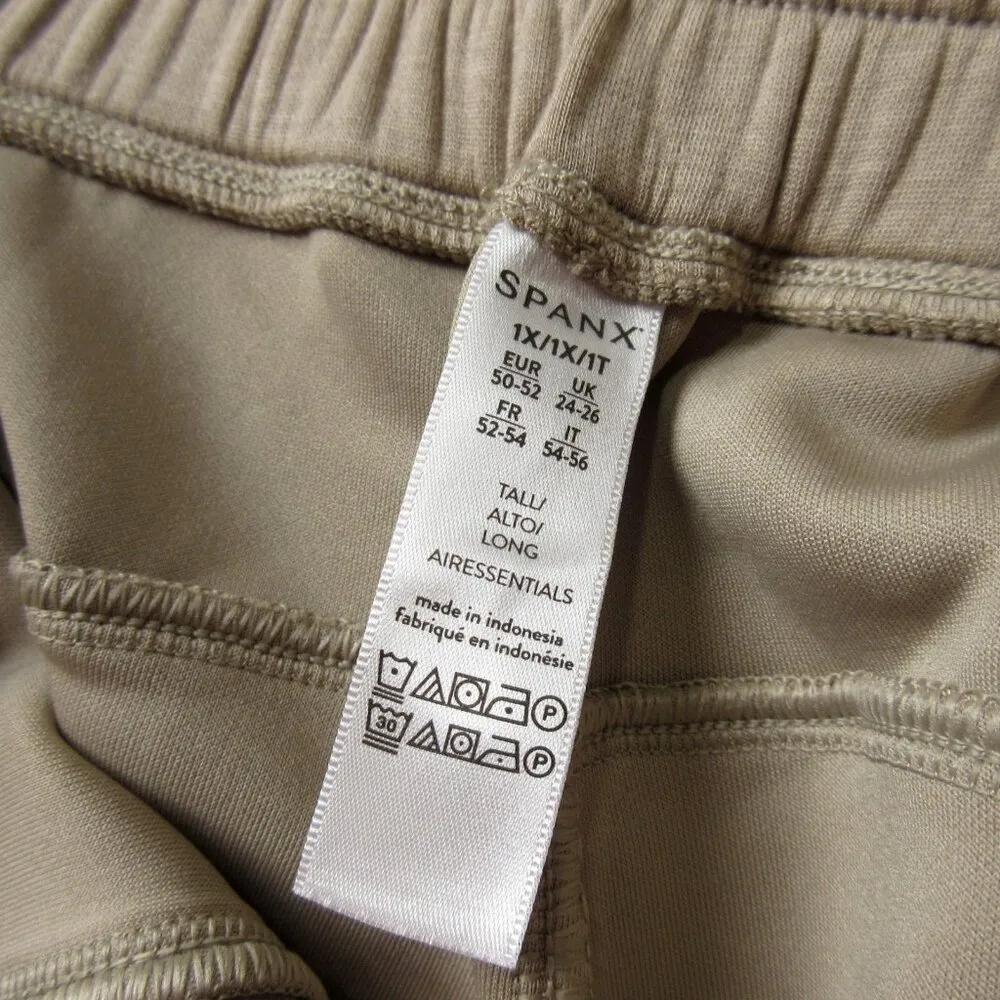 SPANX
1X/1X/1T
EUR UK
50-52 24-26
FR IT
52-54 54-56
TALL/
ALTO/
LONG
AIRESSENTIALS
made in indonesia
fabriqué en indonésie
P
30 P